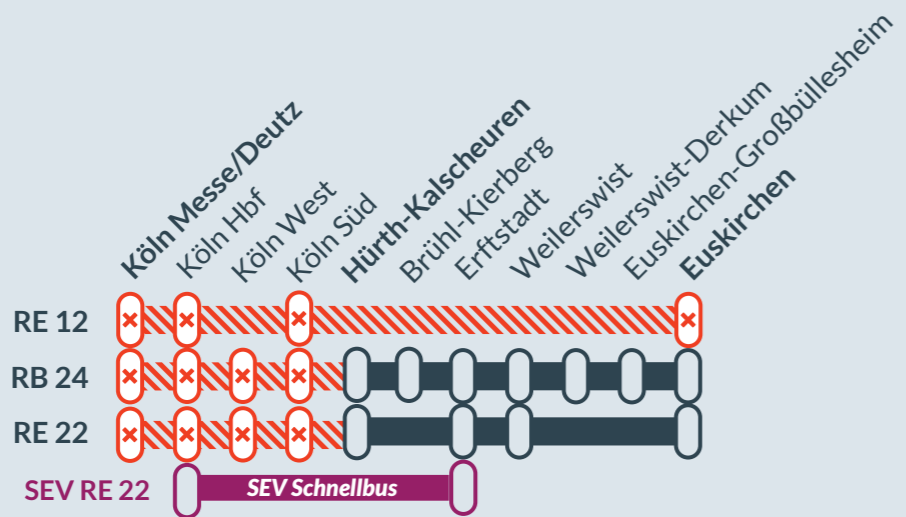 Köln Messe/Deutz
Köln Hbf
Köln West
Köln Süd
Hürth-Kalscheuren
Brühl-Kierberg
Erftstadt
Weilerswist
Weilerswist-Derkum
Euskirchen-Großbüllesheim
Euskirchen
RE 12
RB 24
RE 22
SEV RE 22
SEV Schnellbus